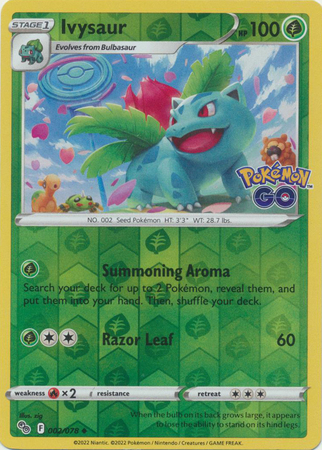 STAGE 1
Ivysaur
HP 100
Evolves from Bulbasaur
Pokémon
GO
NO. 002 Seed Pokémon HT: 3'3" WT: 28.7 lbs.
Summoning Aroma
Search your deck for up to 2 Pokémon, reveal them, and
put them into your hand. Then, shuffle your deck.
Razor Leaf 60
weakness ×2 resistance retreat
Illus. sig
F 002/078
When the bulb on its back grows large, it appears
to lose the ability to stand on its hind legs.
©2022 Niantic. ©2022 Pokémon / Nintendo / Creatures / GAME FREAK.